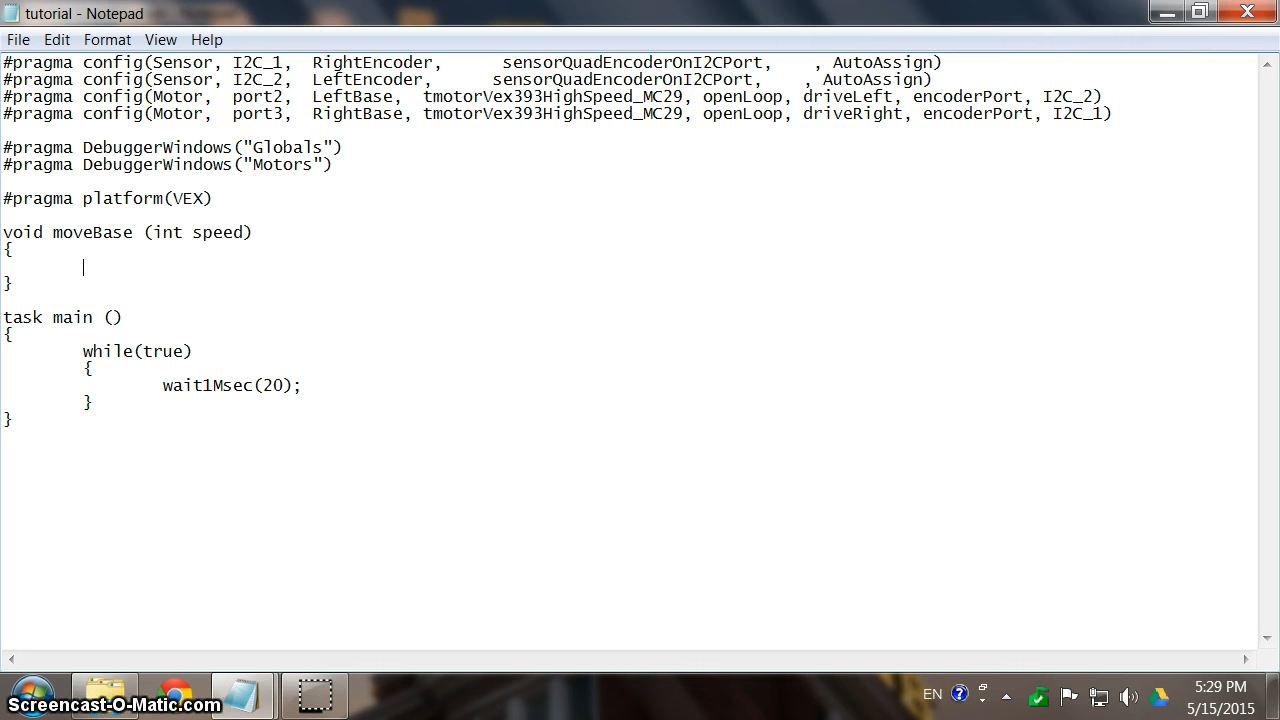 tutorial - Notepad
File Edit Format View Help
#pragma config(Sensor, I2C_1,  RightEncoder,      sensorQuadEncoderOnI2CPort,    , AutoAssign)
#pragma config(Sensor, I2C_2,  LeftEncoder,      sensorQuadEncoderOnI2CPort,    , AutoAssign)
#pragma config(Motor,  port2,  LeftBase,  tmotorVex393HighSpeed_MC29, openLoop, driveLeft, encoderPort, I2C_2)
#pragma config(Motor,  port3,  RightBase, tmotorVex393HighSpeed_MC29, openLoop, driveRight, encoderPort, I2C_1)
#pragma DebuggerWindows("Globals")
#pragma DebuggerWindows("Motors")
#pragma platform(VEX)
void moveBase (int speed)
{
}
task main ()
{
while(true)
{
wait1Msec(20);
}
}
EN 5:29 PM
5/15/2015
Screencast-O-Matic.com